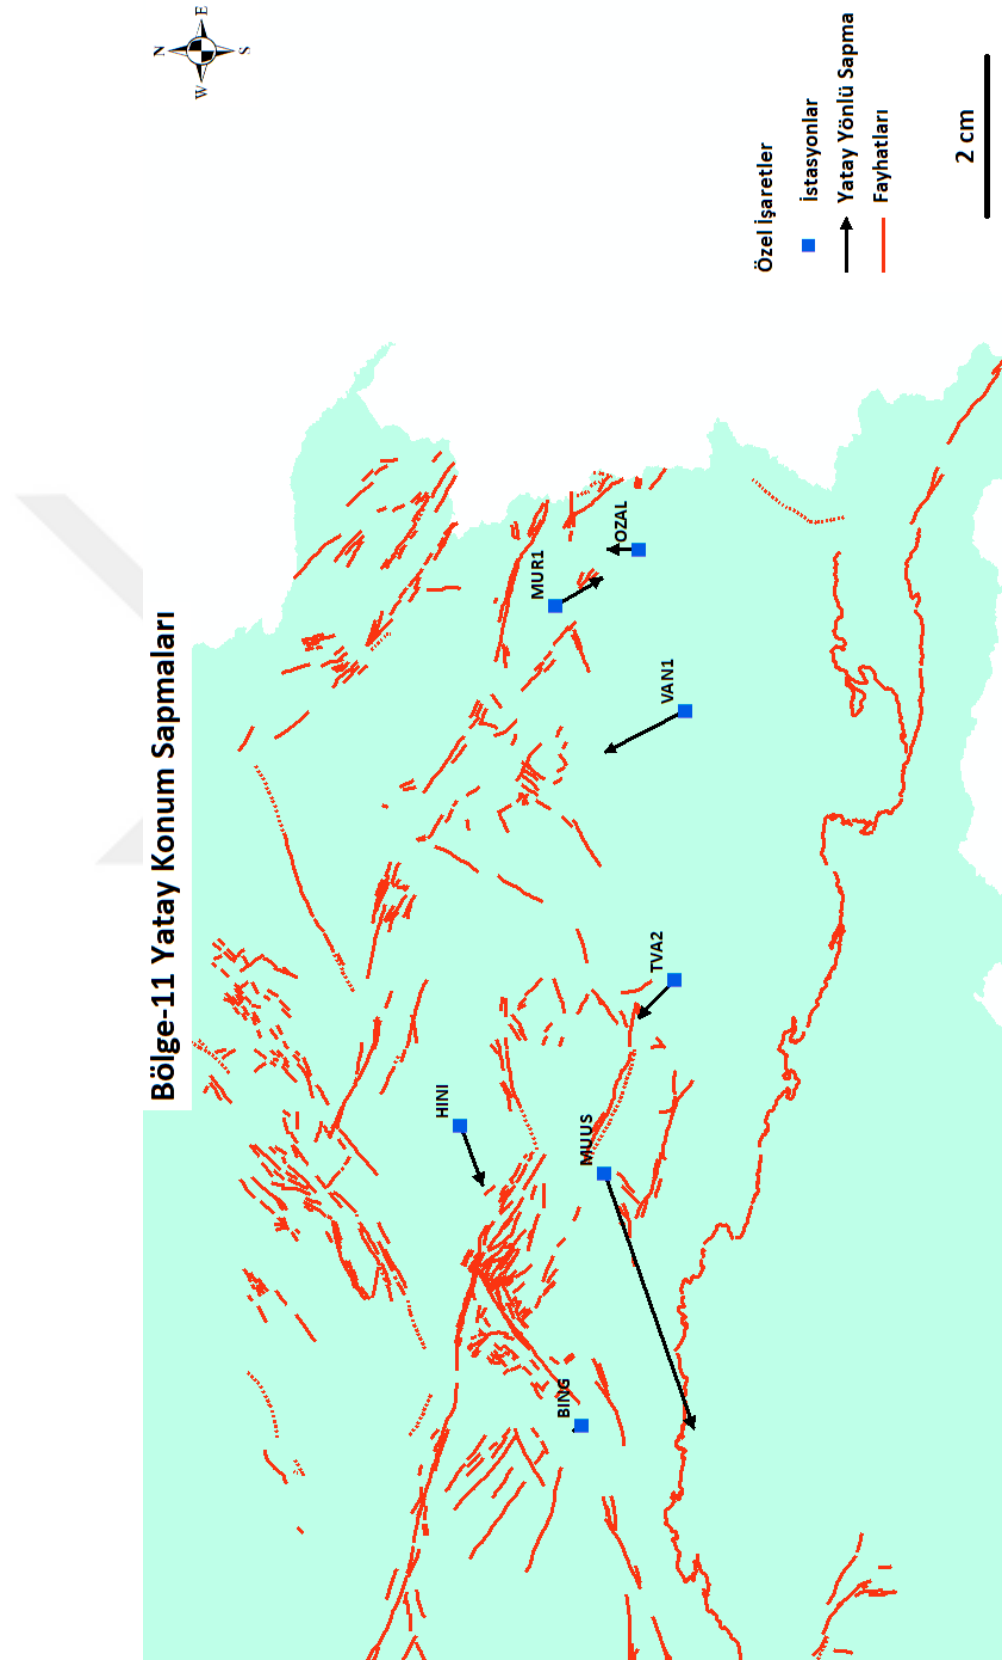 Bölge-11 Yatay Konum Sapmaları
N
E
S
W
HINI
MUR1
OZAL
VAN1
TVA2
MUUS
BING
Özel İşaretler
İstasyonlar
Yatay Yönlü Sapma
Fayhatları
2 cm